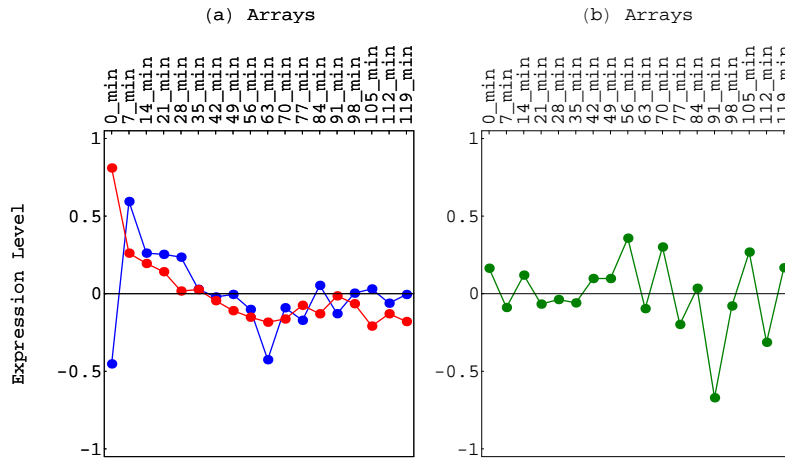 (a) Arrays
0_min
7_min
14_min
21_min
28_min
35_min
42_min
49_min
56_min
63_min
70_min
77_min
84_min
91_min
98_min
105_min
112_min
119_min
Expression Level
1
0.5
0
-0.5
-1
(b) Arrays
0_min
7_min
14_min
21_min
28_min
35_min
42_min
49_min
56_min
63_min
70_min
77_min
84_min
91_min
98_min
105_min
112_min
119_min
1
0.5
0
-0.5
-1